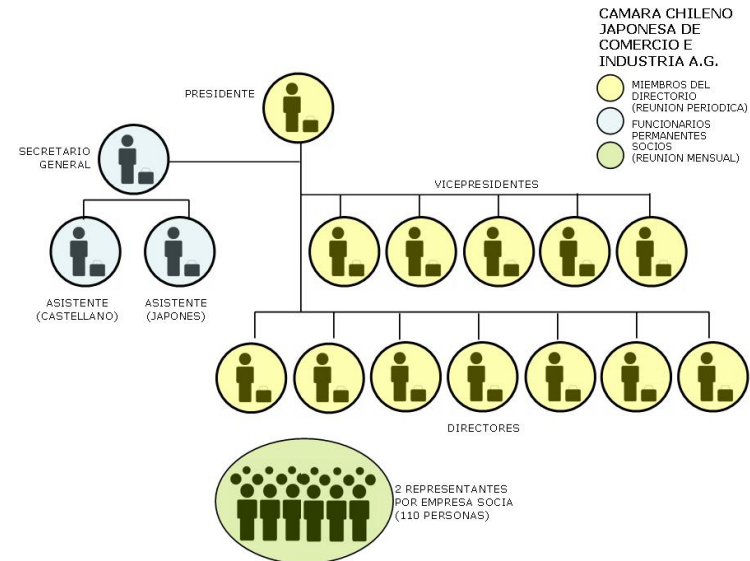 CAMARA CHILENO
JAPONESA DE
COMERCIO E
INDUSTRIA A.G.
MIEMBROS DEL
DIRECTORIO
(REUNION PERIODICA)
FUNCIONARIOS
PERMANENTES
SOCIOS
(REUNION MENSUAL)
PRESIDENTE
SECRETARIO
GENERAL
VICEPRESIDENTES
ASISTENTE
(CASTELLANO)
ASISTENTE
(JAPONES)
DIRECTORES
2 REPRESENTANTES
POR EMPRESA SOCIA
(110 PERSONAS)